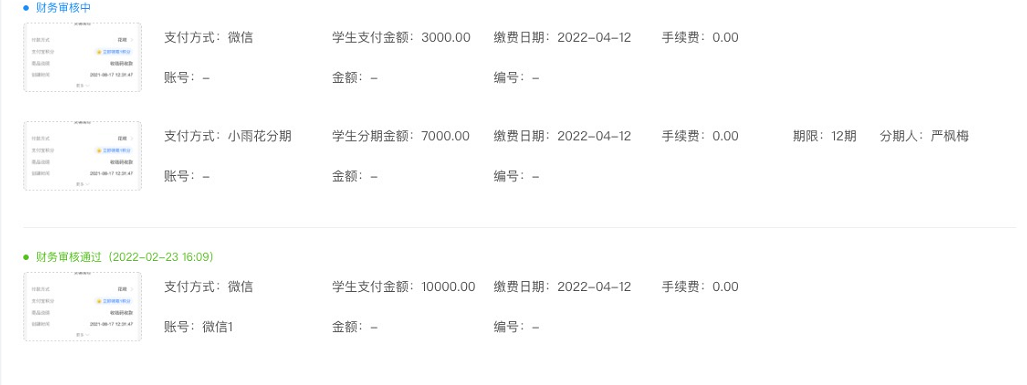 财务审核中
支付方式：微信 学生支付金额：3000.00 缴费日期：2022-04-12 手续费：0.00
账号：- 金额：- 编号：-
支付方式：小雨花分期 学生分期金额：7000.00 缴费日期：2022-04-12 手续费：0.00 期限：12期 分期人：严枫梅
账号：- 金额：- 编号：-
财务审核通过（2022-02-23 16:09）
支付方式：微信 学生支付金额：10000.00 缴费日期：2022-04-12 手续费：0.00
账号：微信1 金额：- 编号：-